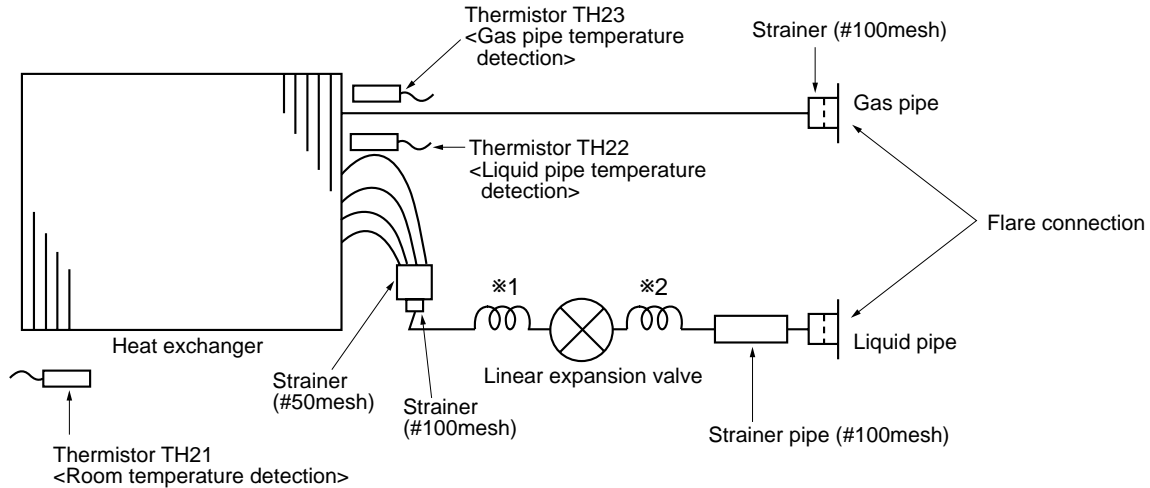 Thermistor TH23
<Gas pipe temperature
detection>
Strainer (#100mesh)
Gas pipe
Thermistor TH22
<Liquid pipe temperature
detection>
Flare connection
※1
※2
Heat exchanger
Liquid pipe
Linear expansion valve
Strainer
(#50mesh)
Strainer
(#100mesh)
Strainer pipe (#100mesh)
Thermistor TH21
<Room temperature detection>